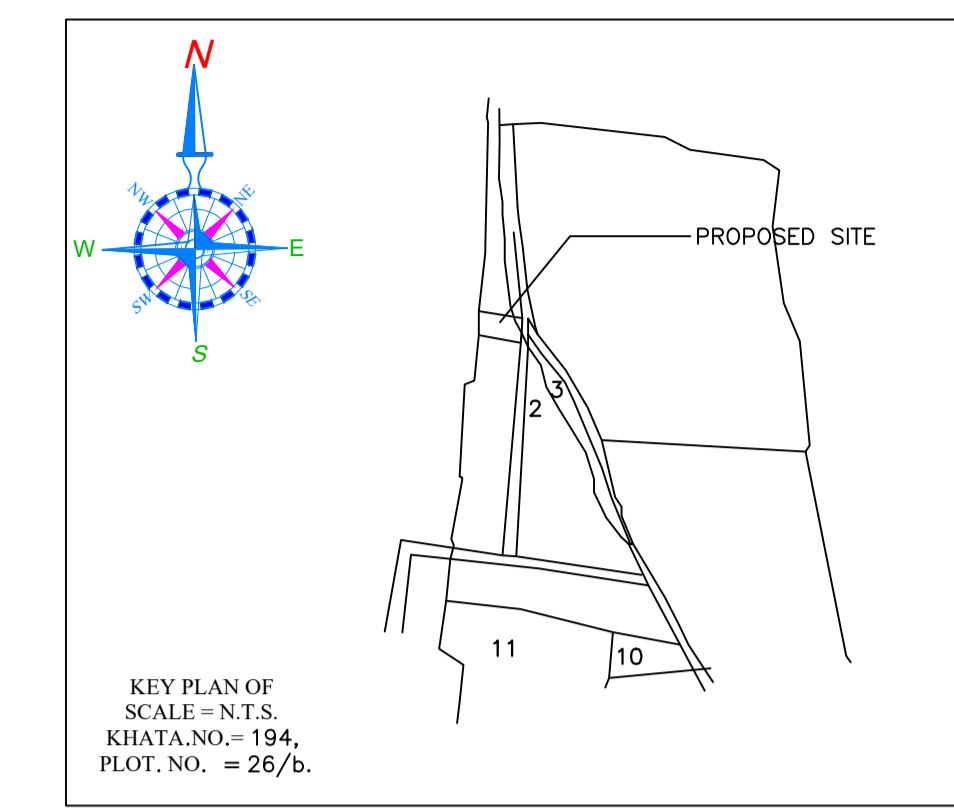 N
NW
NE
W
E
SW
SE
S
PROPOSED SITE
3
2
11
10
KEY PLAN OF
SCALE = N.T.S.
KHATA.NO.= 194,
PLOT. NO. = 26/b.